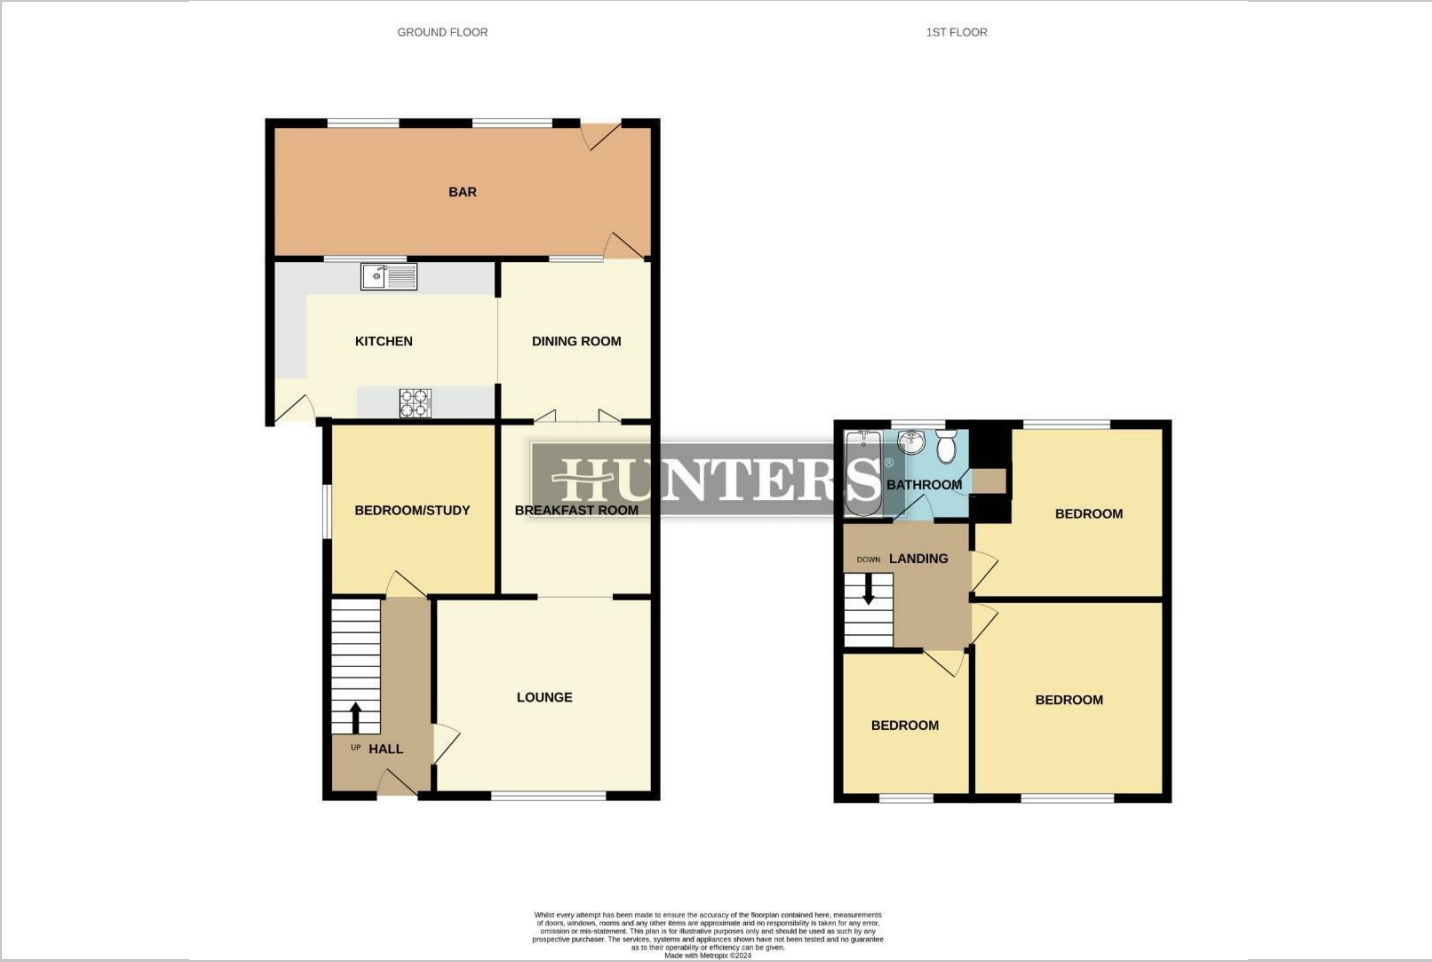 GROUND FLOOR
1ST FLOOR
BAR
KITCHEN
DINING ROOM
BEDROOM/STUDY
HUNTERS®
BREAKFAST ROOM
LOUNGE
UP
HALL
BATHROOM
BEDROOM
DOWN
LANDING
BEDROOM
BEDROOM
Whilst every attempt has been made to ensure the accuracy of the floorplan contained here, measurements
of doors, windows, rooms and any other items are approximate and no responsibility is taken for any error,
omission or mis-statement. This plan is for illustrative purposes only and should be used as such by any
prospective purchaser. The services, systems and appliances shown have not been tested and no guarantee
as to their operability or efficiency can be given.
Made with Metropix ©2024